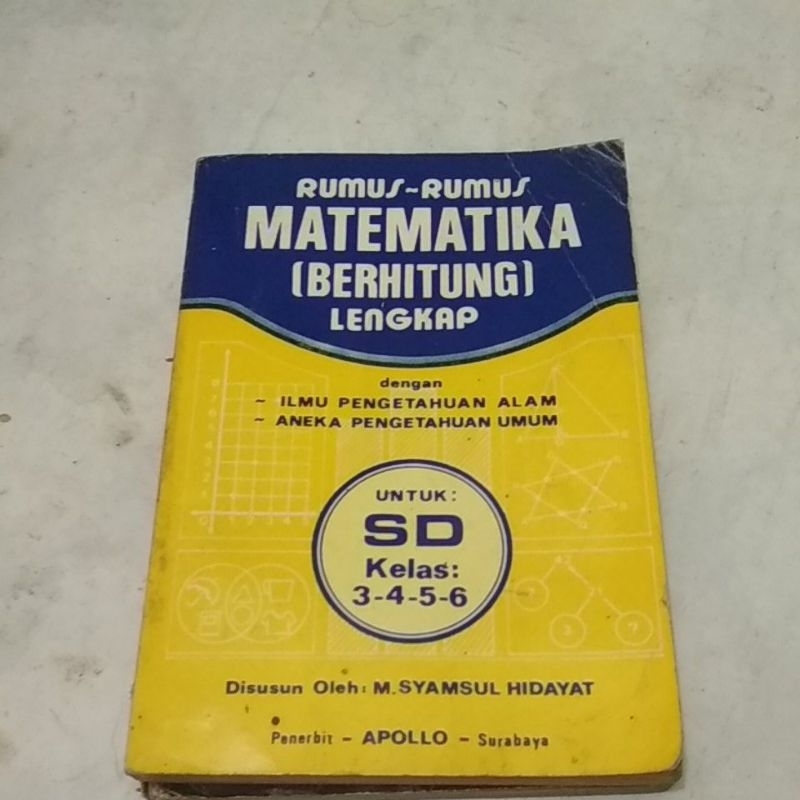 RUMUS~RUMUS
MATEMATIKA
(BERHITUNG)
LENGKAP
dengan
~ ILMU PENGETAHUAN ALAM
~ ANEKA PENGETAHUAN UMUM
UNTUK:
SD
Kelas:
3-4-5-6
Disusun Oleh: M. SYAMSUL HIDAYAT
Penerbit - APOLLO - Surabaya